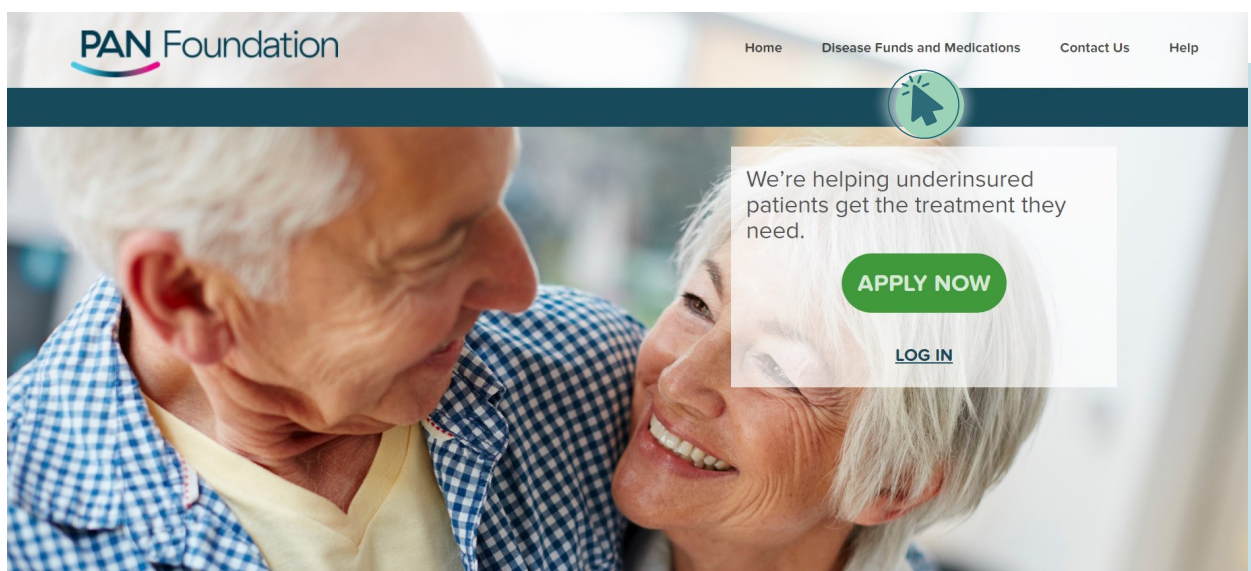 PAN Foundation
Home Disease Funds and Medications Contact Us Help
We’re helping underinsured
patients get the treatment they
need.
APPLY NOW
LOG IN